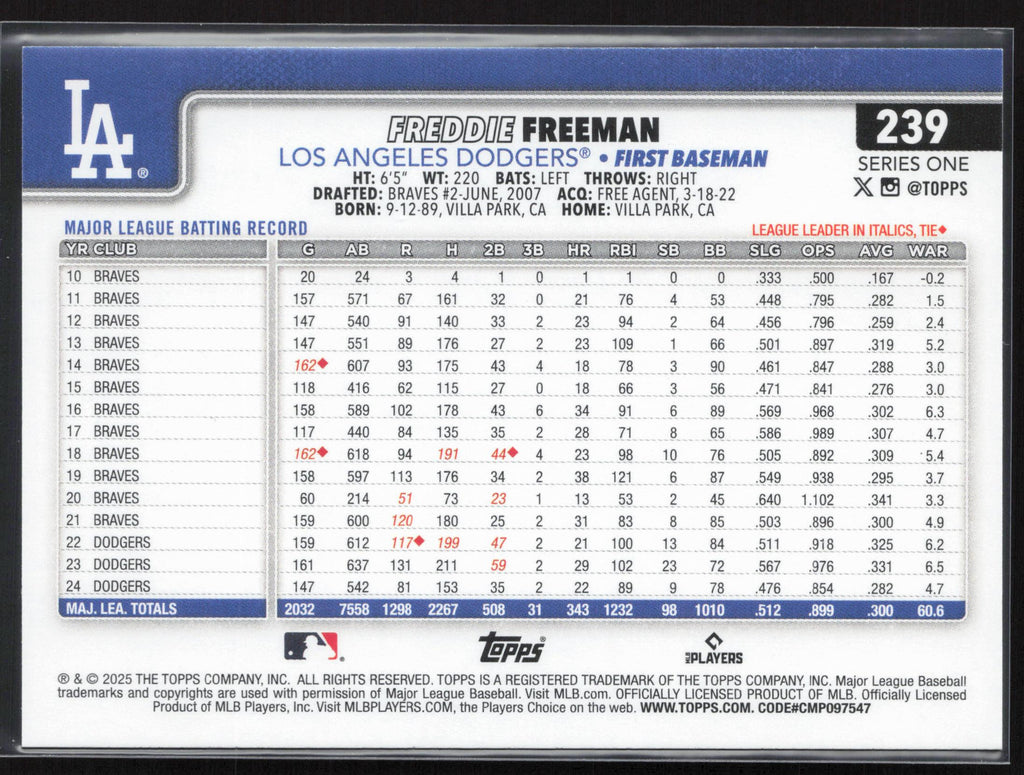 LA®
239
FREDDIE FREEMAN
LOS ANGELES DODGERS® • FIRST BASEMAN
SERIES ONE
HT: 6'5" WT: 220 BATS: LEFT THROWS: RIGHT
@TOPPS
DRAFTED: BRAVES #2-JUNE, 2007 ACQ: FREE AGENT, 3-18-22
BORN: 9-12-89, VILLA PARK, CA HOME: VILLA PARK, CA
MAJOR LEAGUE BATTING RECORD LEAGUE LEADER IN ITALICS, TIE◆
YR CLUB G AB R H 2B 3B HR RBI SB BB SLG OPS AVG WAR
10 BRAVES 20 24 3 4 1 0 1 1 0 0 .333 .500 .167 -0.2
11 BRAVES 157 571 67 161 32 0 21 76 4 53 .448 .795 .282 1.5
12 BRAVES 147 540 91 140 33 2 23 94 2 64 .456 .796 .259 2.4
13 BRAVES 147 551 89 176 27 2 23 109 1 66 .501 .897 .319 5.2
14 BRAVES 162◆ 607 93 175 43 4 18 78 3 90 .461 .847 .288 3.0
15 BRAVES 118 416 62 115 27 0 18 66 3 56 .471 .841 .276 3.0
16 BRAVES 158 589 102 178 43 6 34 91 6 89 .569 .968 .302 6.3
17 BRAVES 117 440 84 135 35 2 28 71 8 65 .586 .989 .307 4.7
18 BRAVES 162◆ 618 94 191 44◆ 4 23 98 10 76 .505 .892 .309 5.4
19 BRAVES 158 597 113 176 34 2 38 121 6 87 .549 .938 .295 3.7
20 BRAVES 60 214 51 73 23 1 13 53 2 45 .640 1.102 .341 3.3
21 BRAVES 159 600 120 180 25 2 31 83 8 85 .503 .896 .300 4.9
22 DODGERS 159 612 117◆ 199 47 2 21 100 13 84 .511 .918 .325 6.2
23 DODGERS 161 637 131 211 59 2 29 102 23 72 .567 .976 .331 6.5
24 DODGERS 147 542 81 153 35 2 22 89 9 78 .476 .854 .282 4.7
MAJ. LEA. TOTALS 2032 7558 1298 2267 508 31 343 1232 98 1010 .512 .899 .300 60.6
Topps® MLB PLAYERS
® & © 2025 THE TOPPS COMPANY, INC. ALL RIGHTS RESERVED. TOPPS IS A REGISTERED TRADEMARK OF THE TOPPS COMPANY, INC. Major League Baseball
trademarks and copyrights are used with permission of Major League Baseball. Visit MLB.com. OFFICIALLY LICENSED PRODUCT OF MLB. Officially Licensed
Product of MLB Players, Inc. Visit MLBPLAYERS.COM, the Players Choice on the web. WWW.TOPPS.COM. CODE#CMP097547